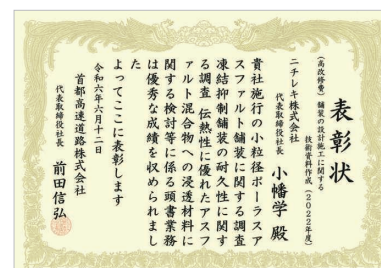 表彰状
(高改修費) 舗装の設計施工に関する
技術資料作成 (2022年度)
ニチレキ株式会社
代表取締役社長 小幡学 殿
貴社施行の小粒径ポーラスア
スファルト舗装に関する調査
凍結抑制舗装の耐久性に関す
る調査 伝熱性に優れたアスフ
ァルト混合物への浸透材料に
関する検討等に係る頭書業務
は優秀な成績を収められまし
た
よってここに表彰します
令和六年六月十二日
首都高速道路株式会社
代表取締役社長 前田信弘